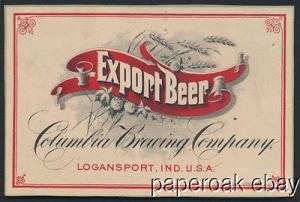 Export Beer
Columbia Brewing Company.
LOGANSPORT, IND. U.S.A.
paperoak ebay